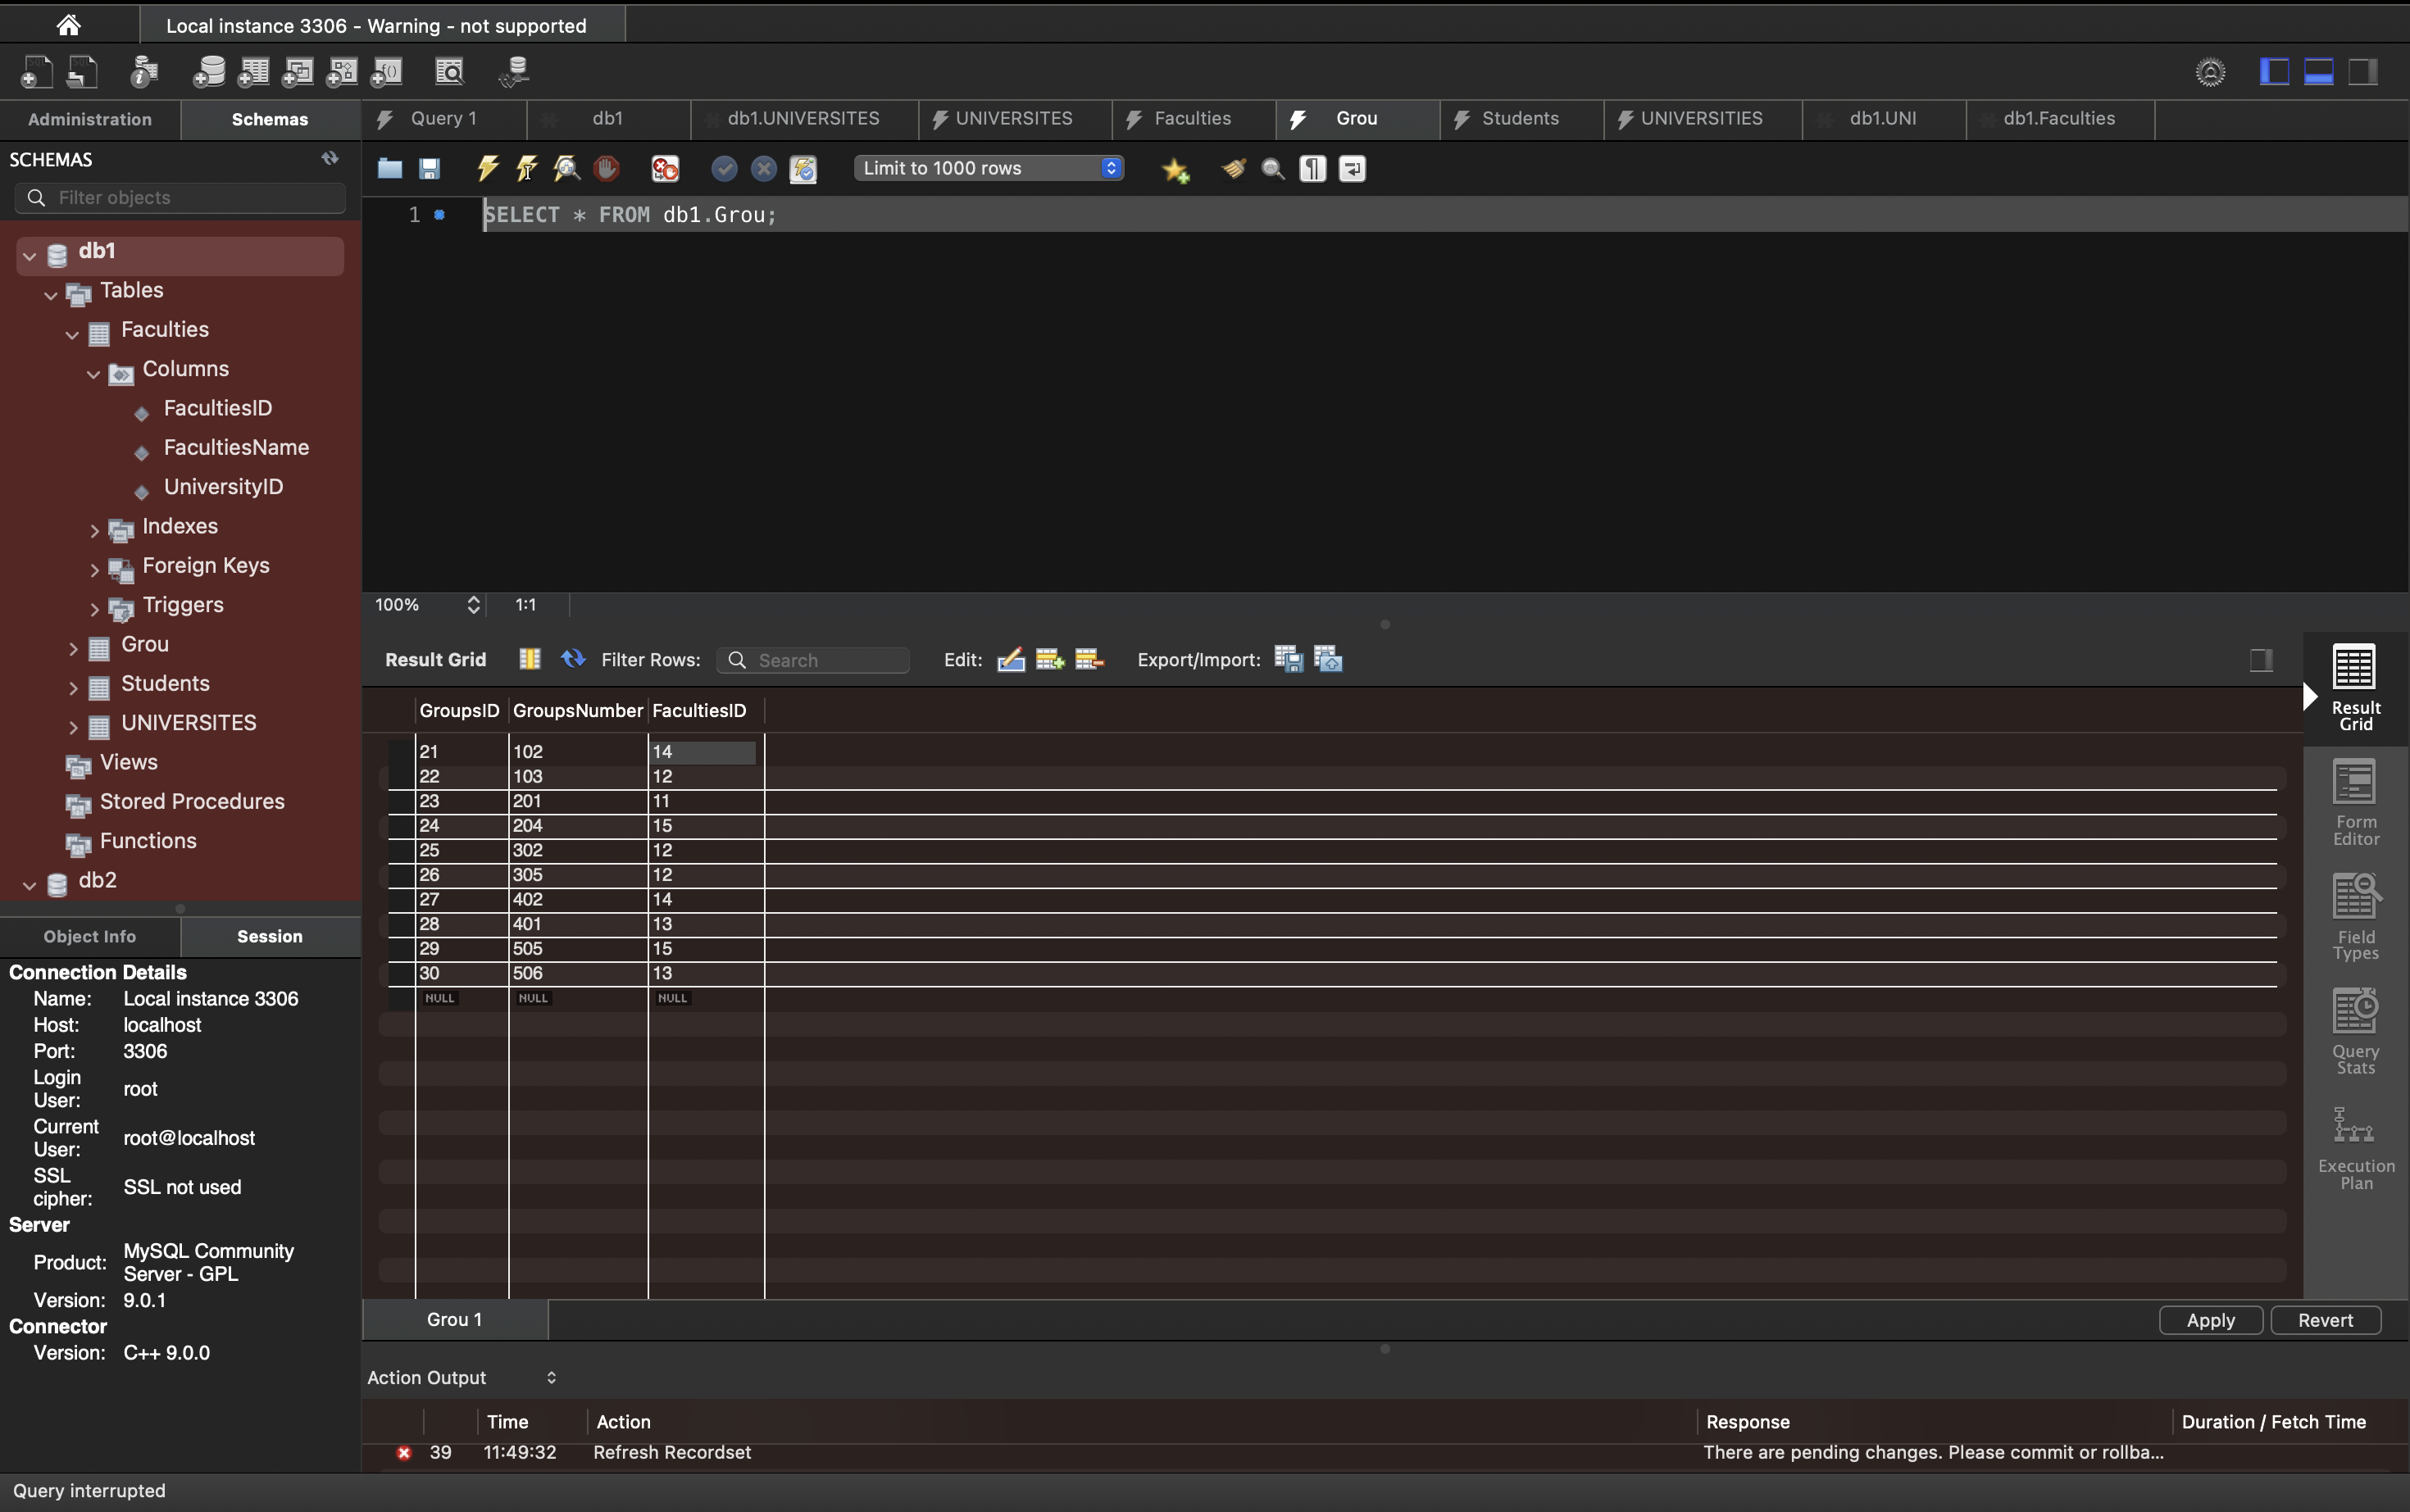 Local instance 3306 - Warning - not supported
Administration
Schemas
Query 1
db1
db1.UNIVERSITES
UNIVERSITES
Faculties
Grou
Students
UNIVERSITIES
db1.UNI
db1.Faculties
SCHEMAS
Filter objects
Limit to 1000 rows
1 SELECT * FROM db1.Grou;
db1
Tables
Faculties
Columns
FacultiesID
FacultiesName
UniversityID
Indexes
Foreign Keys
Triggers
Grou
Students
UNIVERSITES
Views
Stored Procedures
Functions
db2
100% 1:1
Result Grid
Filter Rows:
Search
Edit:
Export/Import:
GroupsID GroupsNumber FacultiesID
21 102 14
22 103 12
23 201 11
24 204 15
25 302 12
26 305 12
27 402 14
28 401 13
29 505 15
30 506 13
NULL NULL NULL
Result
Grid
Form
Editor
Field
Types
Query
Stats
Execution
Plan
Object Info
Session
Connection Details
Name: Local instance 3306
Host: localhost
Port: 3306
Login
User: root
Current
User: root@localhost
SSL
cipher: SSL not used
Server
Product: MySQL Community
Server - GPL
Version: 9.0.1
Connector
Version: C++ 9.0.0
Grou 1
Apply
Revert
Action Output
Time Action Response Duration / Fetch Time
39 11:49:32 Refresh Recordset There are pending changes. Please commit or rollba...
Query interrupted